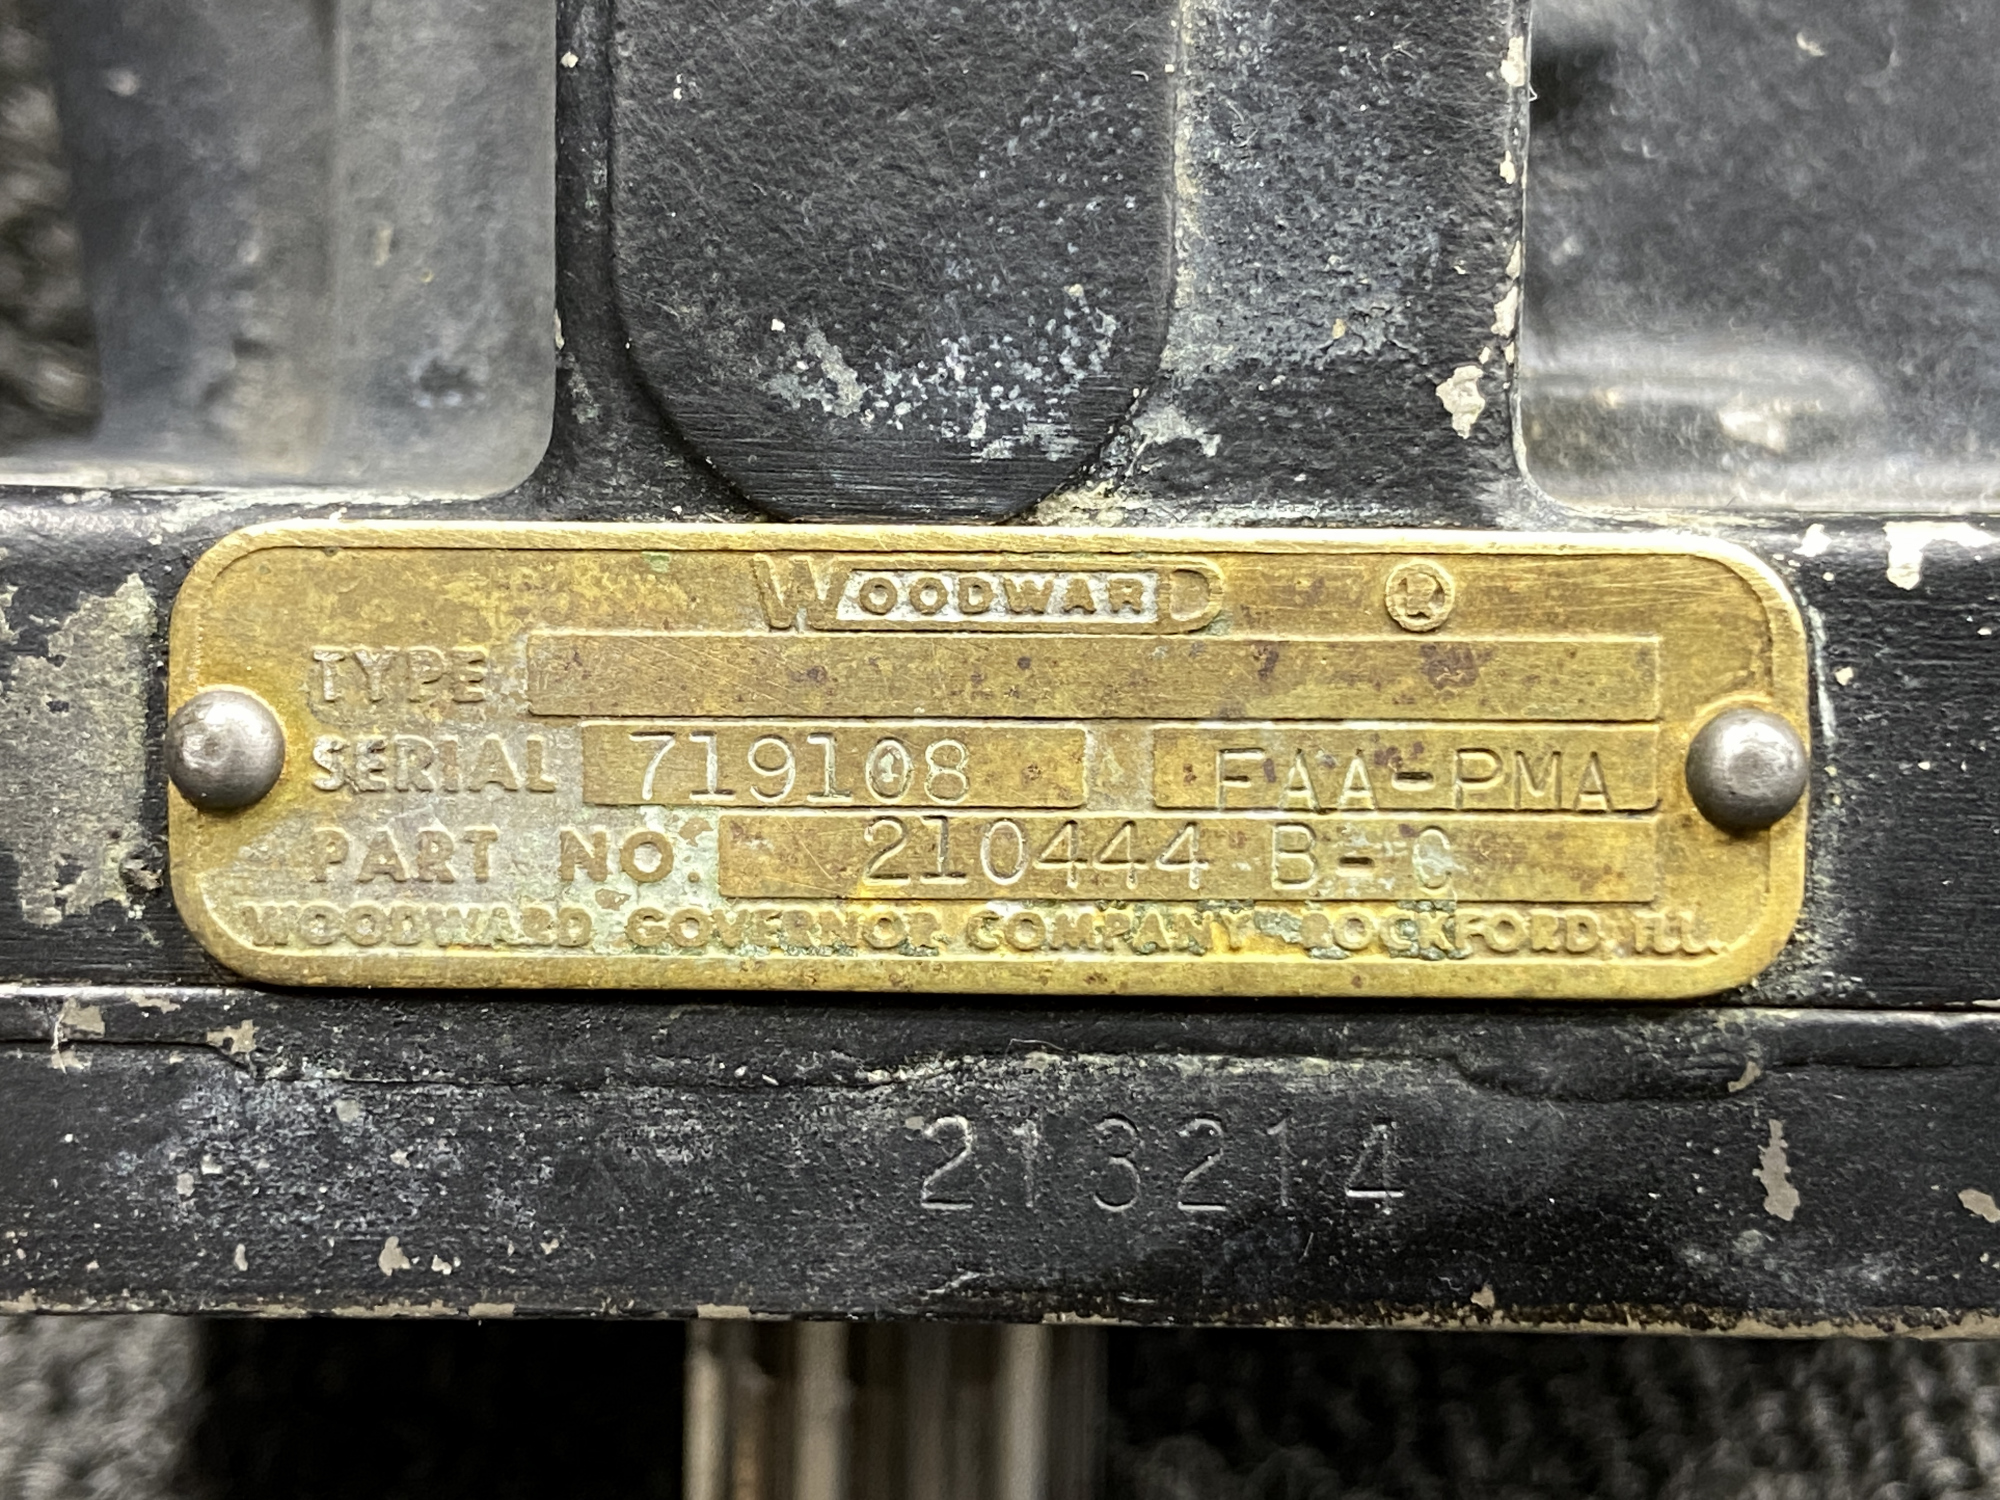 WOODWARD ®
TYPE
SERIAL 719108 FAA-PMA
PART NO. 210444 B-C
WOODWARD GOVERNOR COMPANY ROCKFORD, ILL.
213214